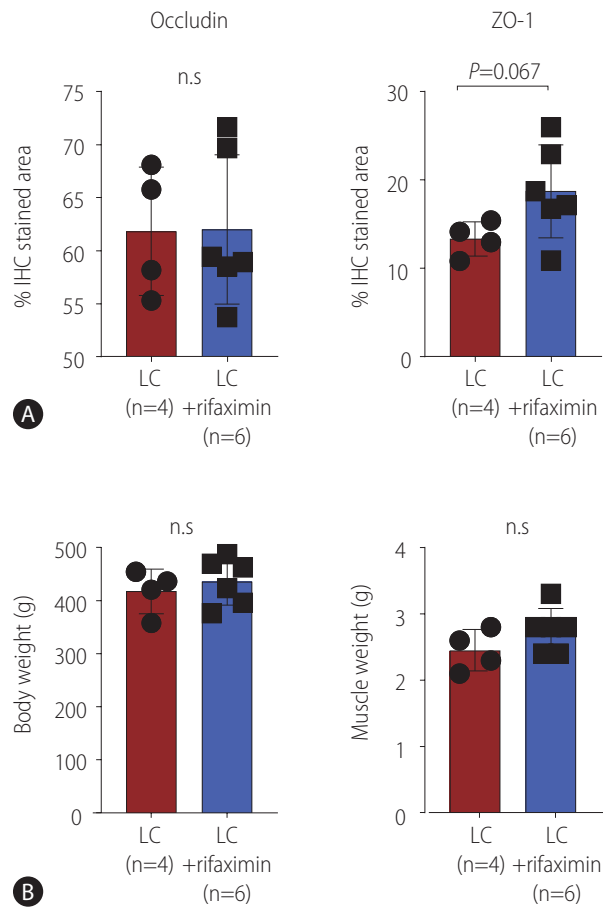 Occludin
n.s
% IHC stained area
75
70
65
60
55
50
LC
(n=4)
LC
+rifaximin
(n=6)
ZO-1
P=0.067
% IHC stained area
30
20
10
0
LC
(n=4)
LC
+rifaximin
(n=6)
A
n.s
Body weight (g)
500
400
300
200
100
0
LC
(n=4)
LC
+rifaximin
(n=6)
n.s
Muscle weight (g)
4
3
2
1
0
LC
(n=4)
LC
+rifaximin
(n=6)
B